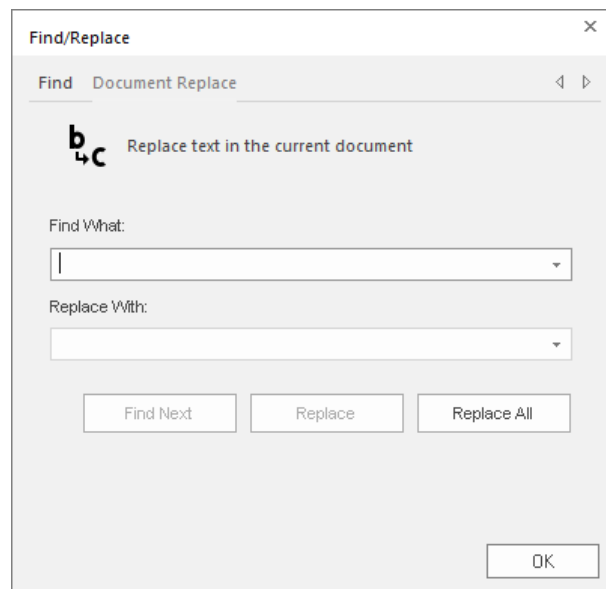 Find/Replace
Find Document Replace
b
c
Replace text in the current document
Find What:
Replace With:
Find Next Replace Replace All
OK